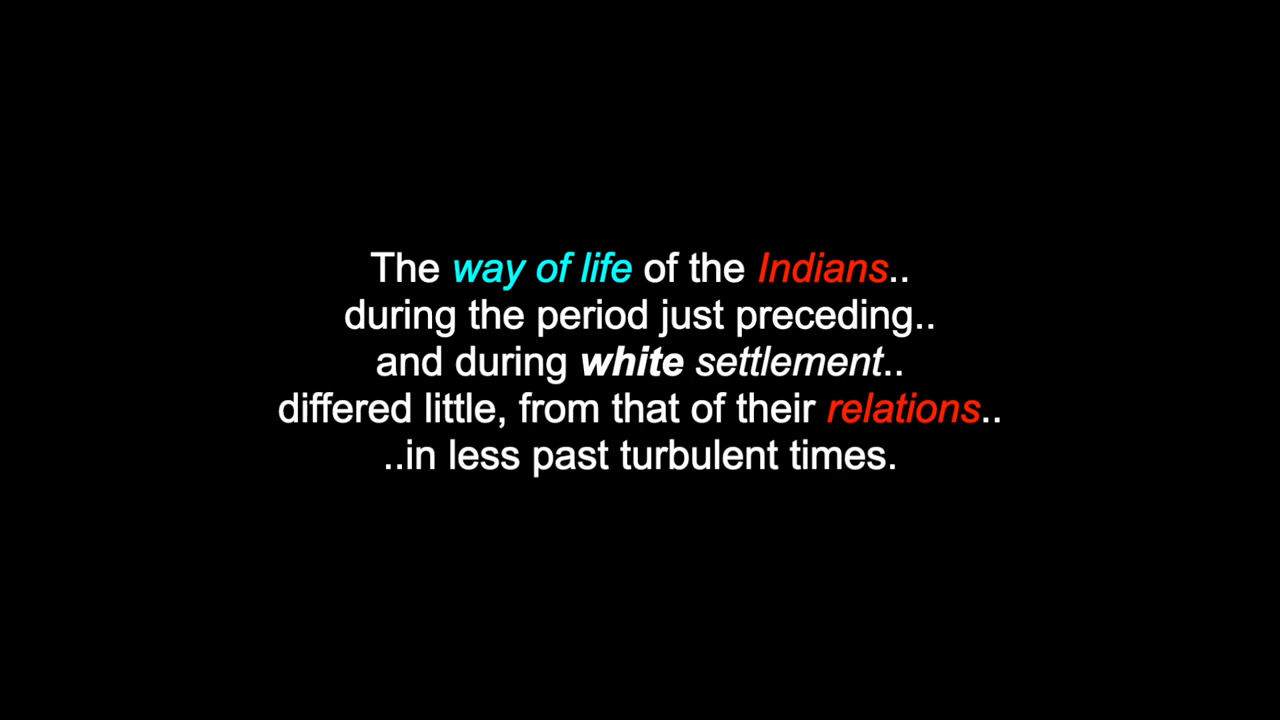 The way of life of the Indians..
during the period just preceding..
and during white settlement..
differed little, from that of their relations..
..in less past turbulent times.